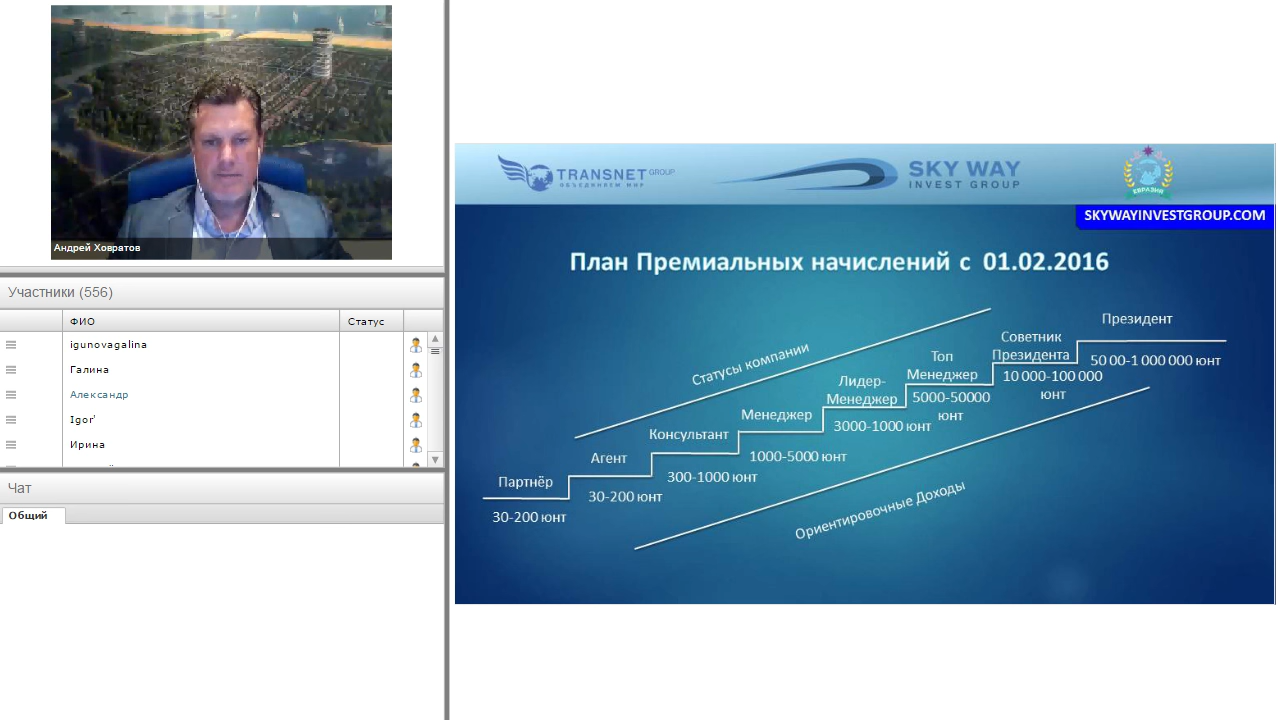 Андрей Ховратов
Участники (556)
ФИО
Статус
igunovagalina
Галина
Александр
Igor'
Ирина
Чат
Общий
TRANSNET GROUP
ОБЪЕДИНЯЕМ МИР
SKY WAY
INVEST GROUP
ЕВРАЗИЯ
SKYWAYINVESTGROUP.COM
План Премиальных начислений с 01.02.2016
Статусы компании
Партнёр
30-200 юнт
Агент
30-200 юнт
Консультант
300-1000 юнт
Менеджер
1000-5000 юнт
Лидер-
Менеджер
3000-1000 юнт
Топ
Менеджер
5000-50000
юнт
Советник
Президента
10 000-100 000
юнт
Президент
50 00-1 000 000 юнт
Ориентировочные Доходы